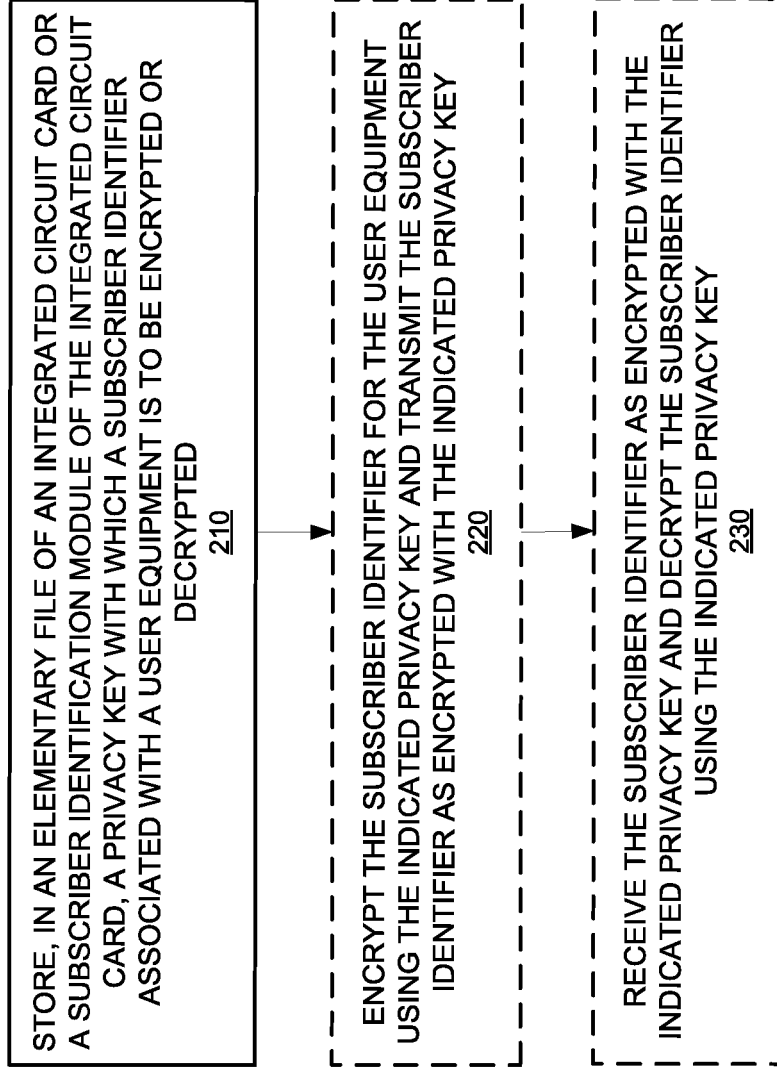 STORE, IN AN ELEMENTARY FILE OF AN INTEGRATED CIRCUIT CARD OR
A SUBSCRIBER IDENTIFICATION MODULE OF THE INTEGRATED CIRCUIT
CARD, A PRIVACY KEY WITH WHICH A SUBSCRIBER IDENTIFIER
ASSOCIATED WITH A USER EQUIPMENT IS TO BE ENCRYPTED OR
DECRYPTED
210
ENCRYPT THE SUBSCRIBER IDENTIFIER FOR THE USER EQUIPMENT
USING THE INDICATED PRIVACY KEY AND TRANSMIT THE SUBSCRIBER
IDENTIFIER AS ENCRYPTED WITH THE INDICATED PRIVACY KEY
220
RECEIVE THE SUBSCRIBER IDENTIFIER AS ENCRYPTED WITH THE
INDICATED PRIVACY KEY AND DECRYPT THE SUBSCRIBER IDENTIFIER
USING THE INDICATED PRIVACY KEY
230